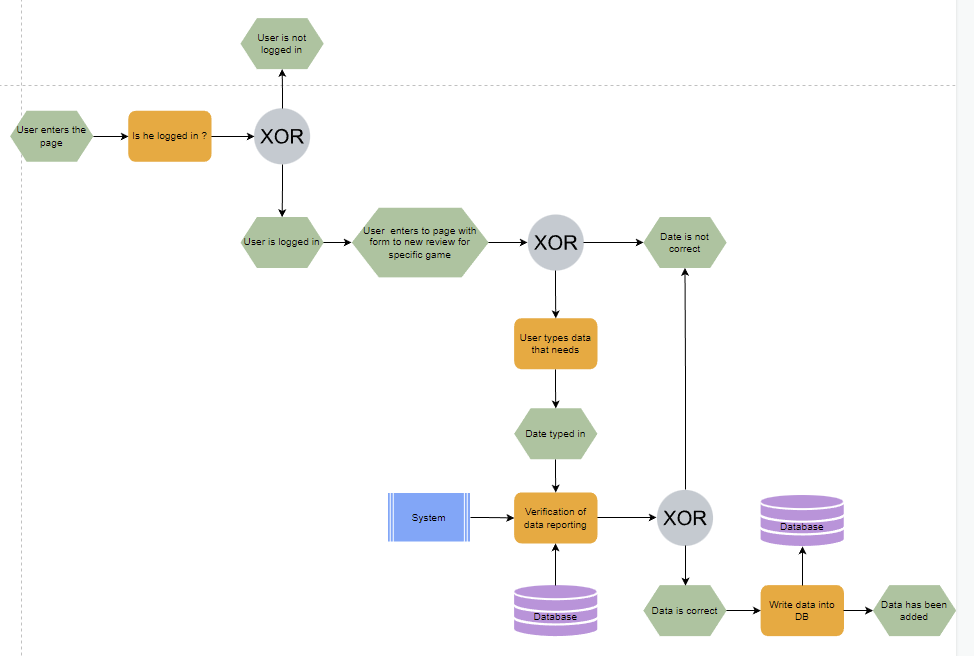 User is not
logged in
User enters the
page
Is he logged in ?
XOR
User is logged in
User  enters to page with
form to new review for
specific game
XOR
Date is not
correct
User types data
that needs
Date typed in
System
Verification of
data reporting
XOR
Database
Database
Data is correct
Write data into
DB
Data has been
added